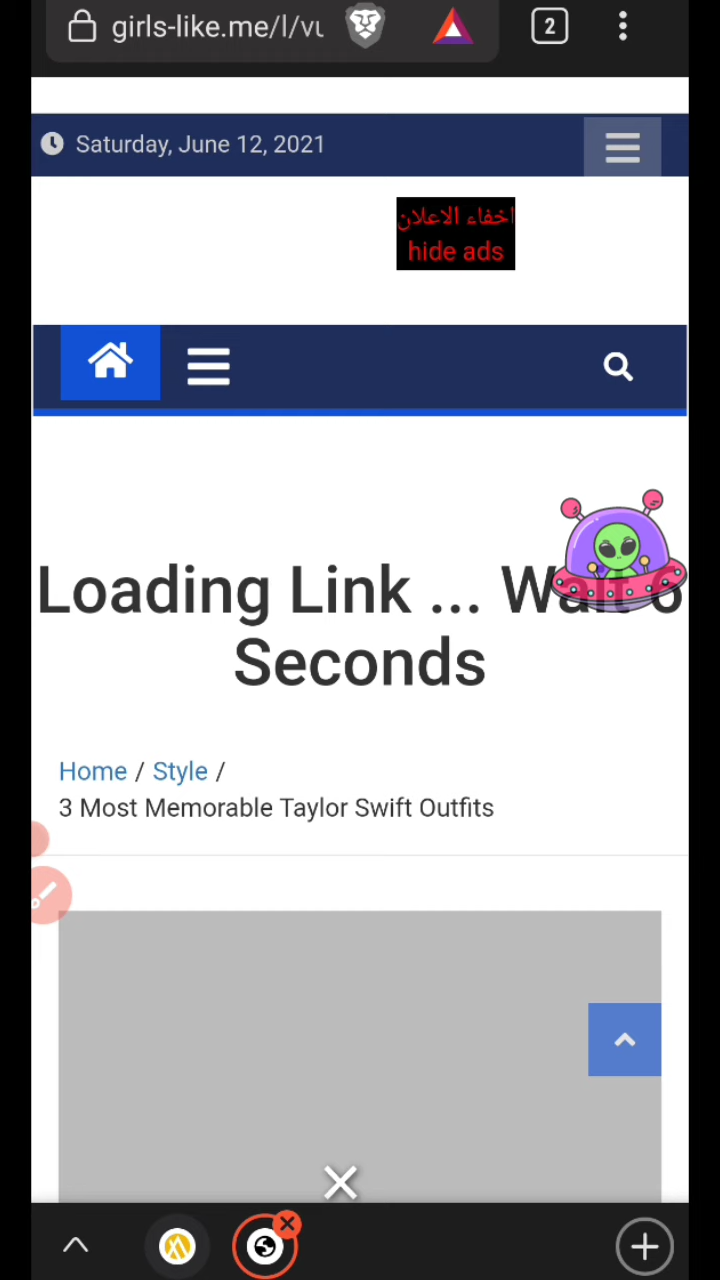 girls-like.me/l/vu
2
Saturday, June 12, 2021
اخفاء الاعلان
hide ads
Loading Link ... Wait 6
Seconds
Home / Style /
3 Most Memorable Taylor Swift Outfits